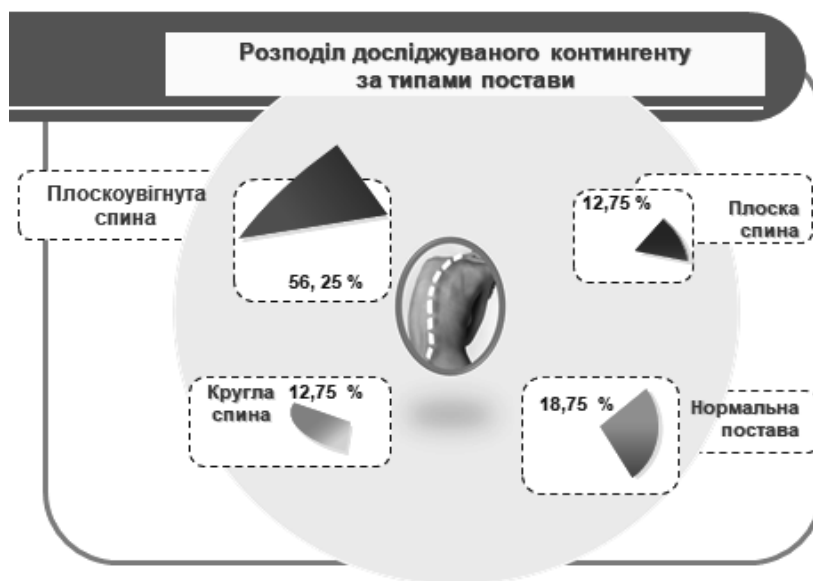 Розподіл досліджуваного контингенту
за типами постави
Плоскоувігнута
спина
56, 25 %
12,75 %
Плоска
спина
Кругла
спина
12,75 %
18,75 %
Нормальна
постава